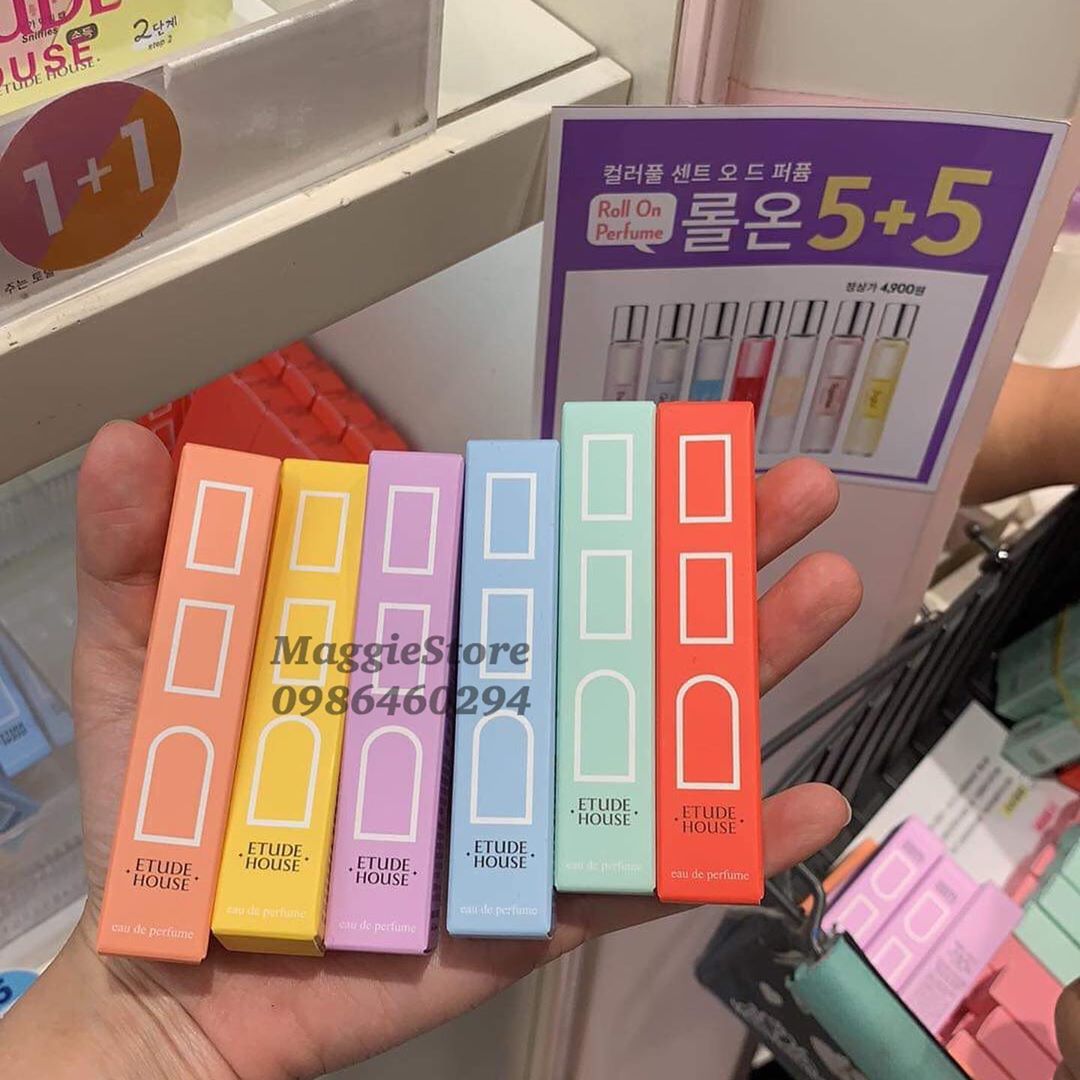 HOUSE
ETUDE HOUSE
Sniffles
소득
2단계
step 2
1+1
컬러풀 센트 오 드 퍼퓸
Roll On
Perfume
롤온 5+5
정상가 4,900원
MaggieStore
0986460294
ETUDE
HOUSE
eau de perfume
ETUDE
HOUSE
eau de perfume
ETUDE
HOUSE
eau de perfume
ETUDE
HOUSE
eau de perfume
ETUDE
HOUSE
eau de perfume
ETUDE
HOUSE
eau de perfume